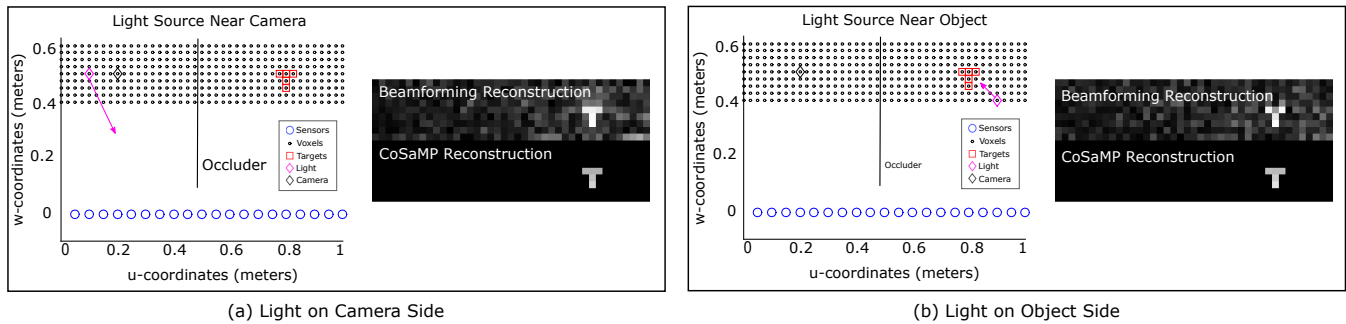 Light Source Near Camera
w-coordinates (meters)
0.6
0.4
0.2
0
Sensors
Voxels
Targets
Light
Camera
Occluder
0 0.2 0.4 0.6 0.8 1
u-coordinates (meters)
Beamforming Reconstruction
CoSaMP Reconstruction
(a) Light on Camera Side
Light Source Near Object
w-coordinates (meters)
0.6
0.4
0.2
0
Sensors
Voxels
Targets
Light
Camera
Occluder
0 0.2 0.4 0.6 0.8 1
u-coordinates (meters)
Beamforming Reconstruction
CoSaMP Reconstruction
(b) Light on Object Side